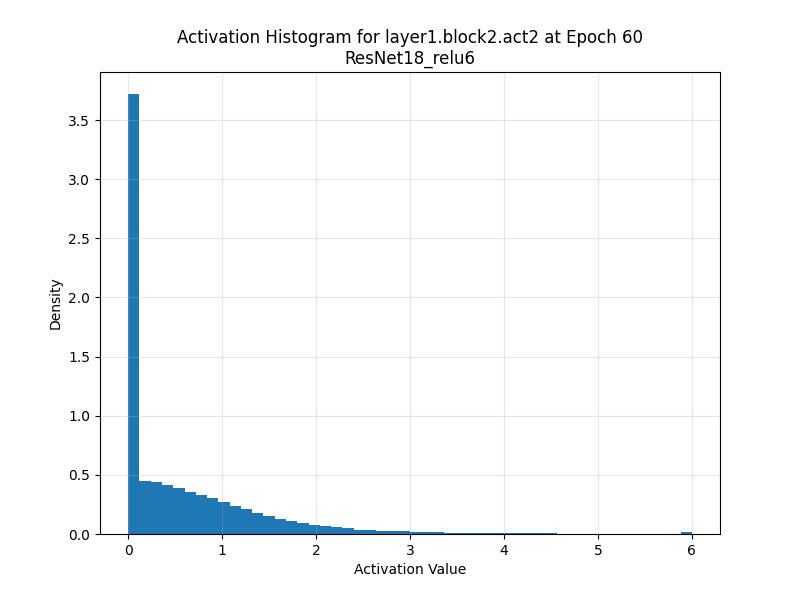 Activation Histogram for layer1.block2.act2 at Epoch 60
ResNet18_relu6
3.5
3.0
2.5
2.0
1.5
1.0
0.5
0.0
Density
0 1 2 3 4 5 6
Activation Value